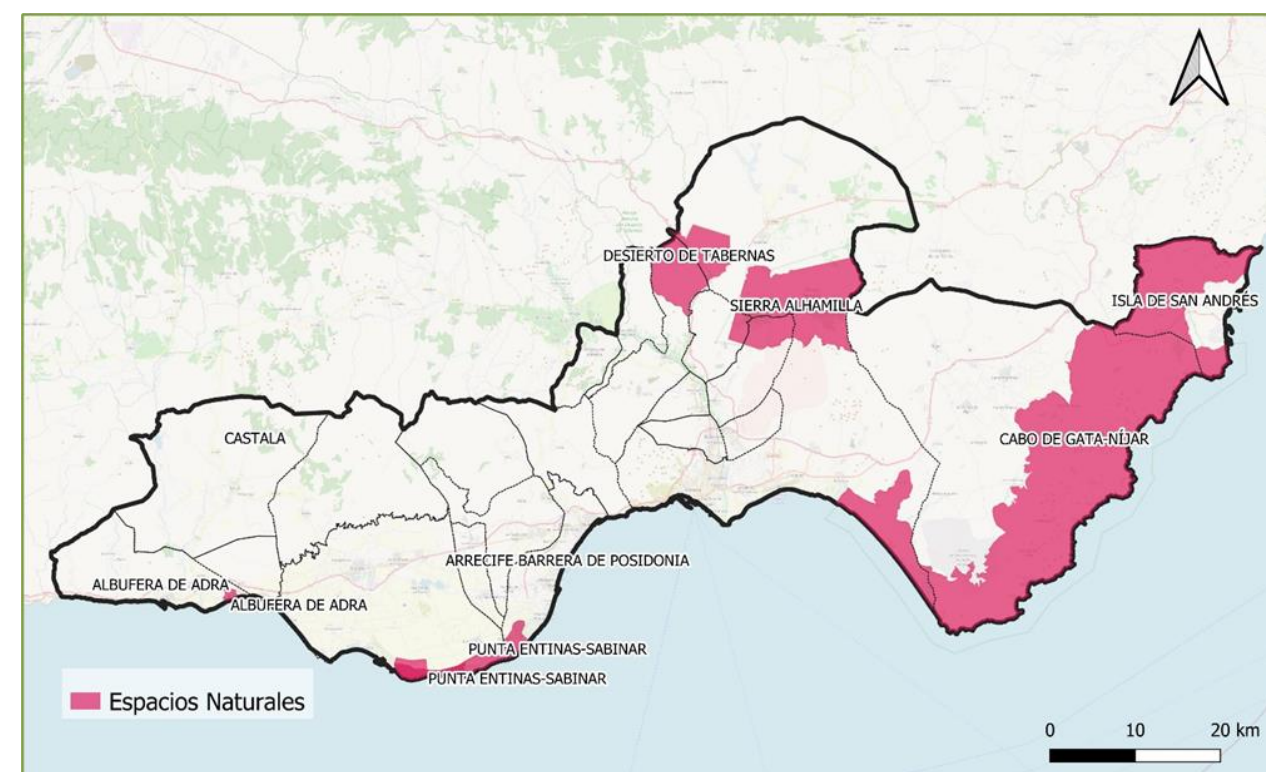 DESIERTO DE TABERNAS
SIERRA ALHAMILLA
ISLA DE SAN ANDRÉS
CASTALA
CABO DE GATA-NÍJAR
ARRECIFE BARRERA DE POSIDONIA
ALBUFERA DE ADRA
ALBUFERA DE ADRA
PUNTA ENTINAS-SABINAR
PUNTA ENTINAS-SABINAR
Espacios Naturales
0 10 20 km